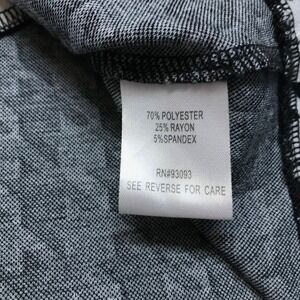 70% POLYESTER
25% RAYON
5%SPANDEX
RN#93093
SEE REVERSE FOR CARE